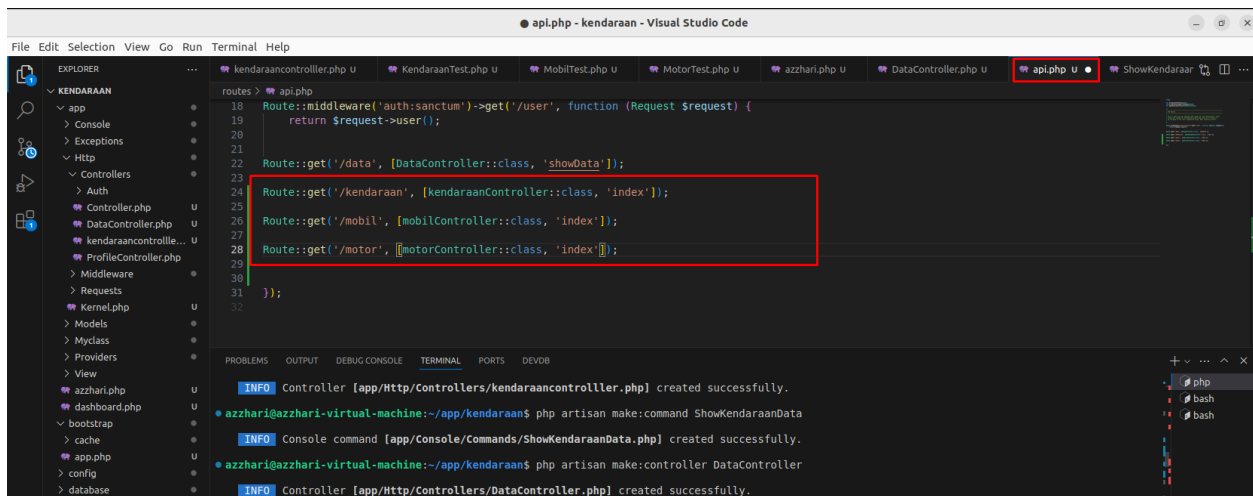 api.php - kendaraan - Visual Studio Code
File Edit Selection View Go Run Terminal Help
EXPLORER
kendaraancontrolller.php U
KendaraanTest.php U
MobilTest.php U
MotorTest.php U
azzhari.php U
DataController.php U
api.php U
ShowKendaraar
KENDARAAN
app
Console
Exceptions
Http
Controllers
Auth
Controller.php U
DataController.php U
kendaraancontrolle... U
ProfileController.php
Middleware
Requests
Kernel.php U
Models
Myclass
Providers
View
azzhari.php U
dashboard.php U
bootstrap
cache
app.php U
config
database
routes > api.php
18 Route::middleware('auth:sanctum')->get('/user', function (Request $request) {
19 return $request->user();
20
21
22 Route::get('/data', [DataController::class, 'showData']);
23
24 Route::get('/kendaraan', [kendaraanController::class, 'index']);
25
26 Route::get('/mobil', [mobilController::class, 'index']);
27
28 Route::get('/motor', [motorController::class, 'index']);
29
30
31 });
32
PROBLEMS OUTPUT DEBUG CONSOLE TERMINAL PORTS DEVDB
INFO Controller [app/Http/Controllers/kendaraancontrolller.php] created successfully.
azzhari@azzhari-virtual-machine:~/app/kendaraan$ php artisan make:command ShowKendaraanData
INFO Console command [app/Console/Commands/ShowKendaraanData.php] created successfully.
azzhari@azzhari-virtual-machine:~/app/kendaraan$ php artisan make:controller DataController
INFO Controller [app/Http/Controllers/DataController.php] created successfully.
php
bash
bash